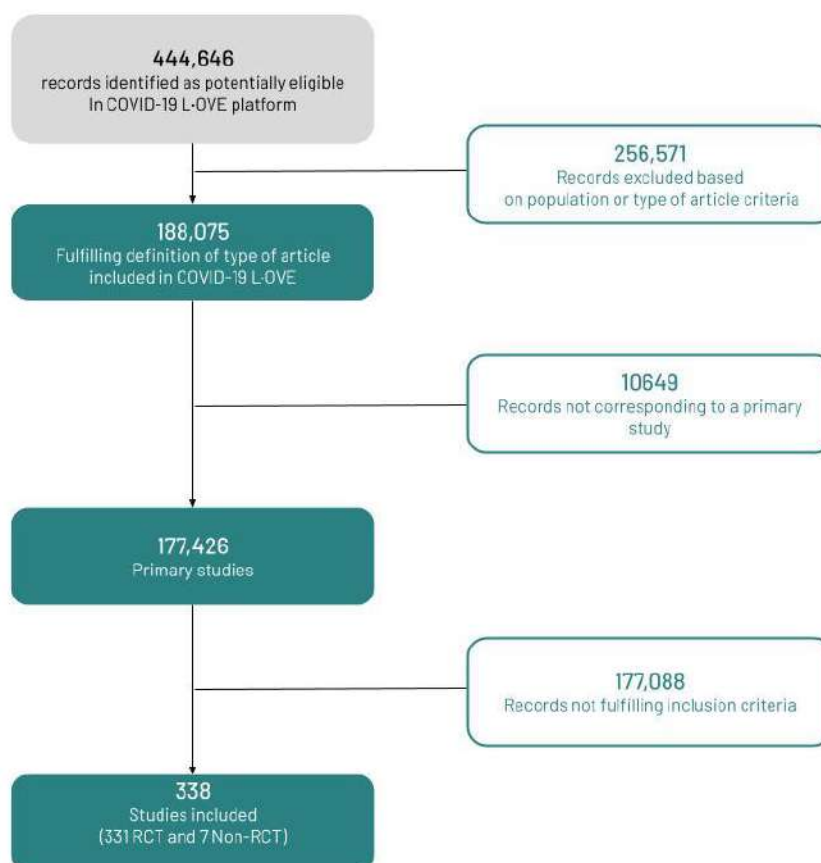 444,646
records identified as potentially eligible
In COVID-19 L·OVE platform
256,571
Records excluded based
on population or type of article criteria
188,075
Fulfilling definition of type of article
included in COVID-19 L·OVE
10649
Records not corresponding to a primary
study
177,426
Primary studies
177,088
Records not fulfilling inclusion criteria
338
Studies included
(331 RCT and 7 Non-RCT)